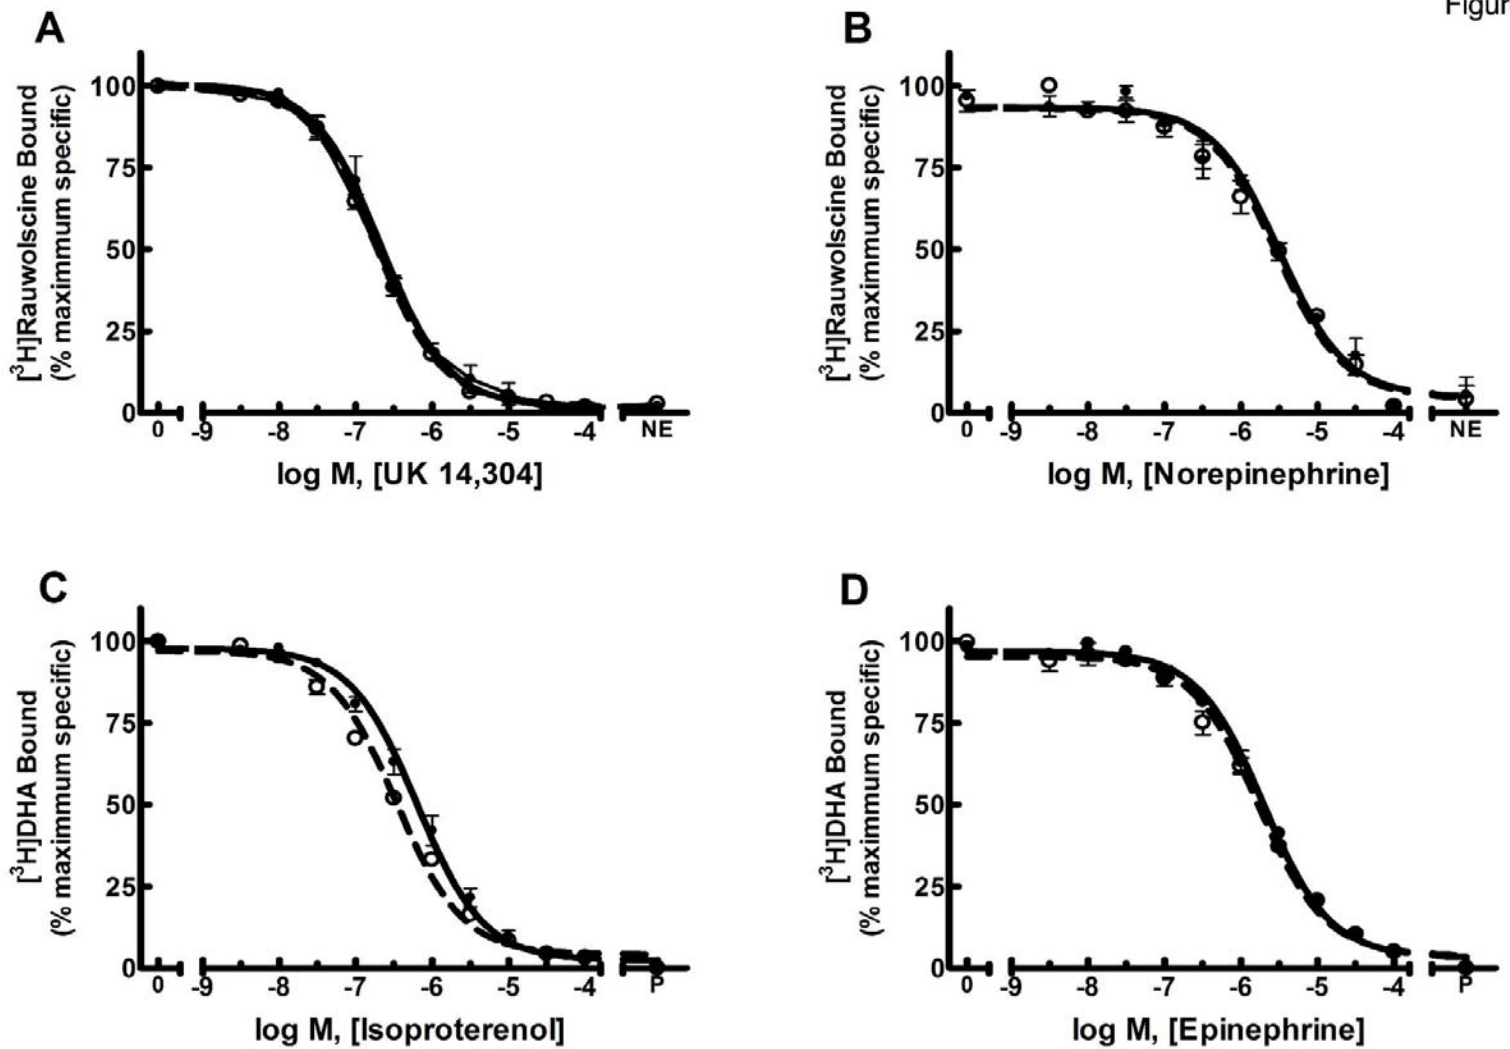 Figur
A
[³H]Rauwolscine Bound
(% maximmum specific)
100
75
50
25
0
0 -9 -8 -7 -6 -5 -4 NE
log M, [UK 14,304]
B
[³H]Rauwolscine Bound
(% maximmum specific)
100
75
50
25
0
0 -9 -8 -7 -6 -5 -4 NE
log M, [Norepinephrine]
C
[³H]DHA Bound
(% maximmum specific)
100
75
50
25
0
0 -9 -8 -7 -6 -5 -4 P
log M, [Isoproterenol]
D
[³H]DHA Bound
(% maximmum specific)
100
75
50
25
0
0 -9 -8 -7 -6 -5 -4 P
log M, [Epinephrine]